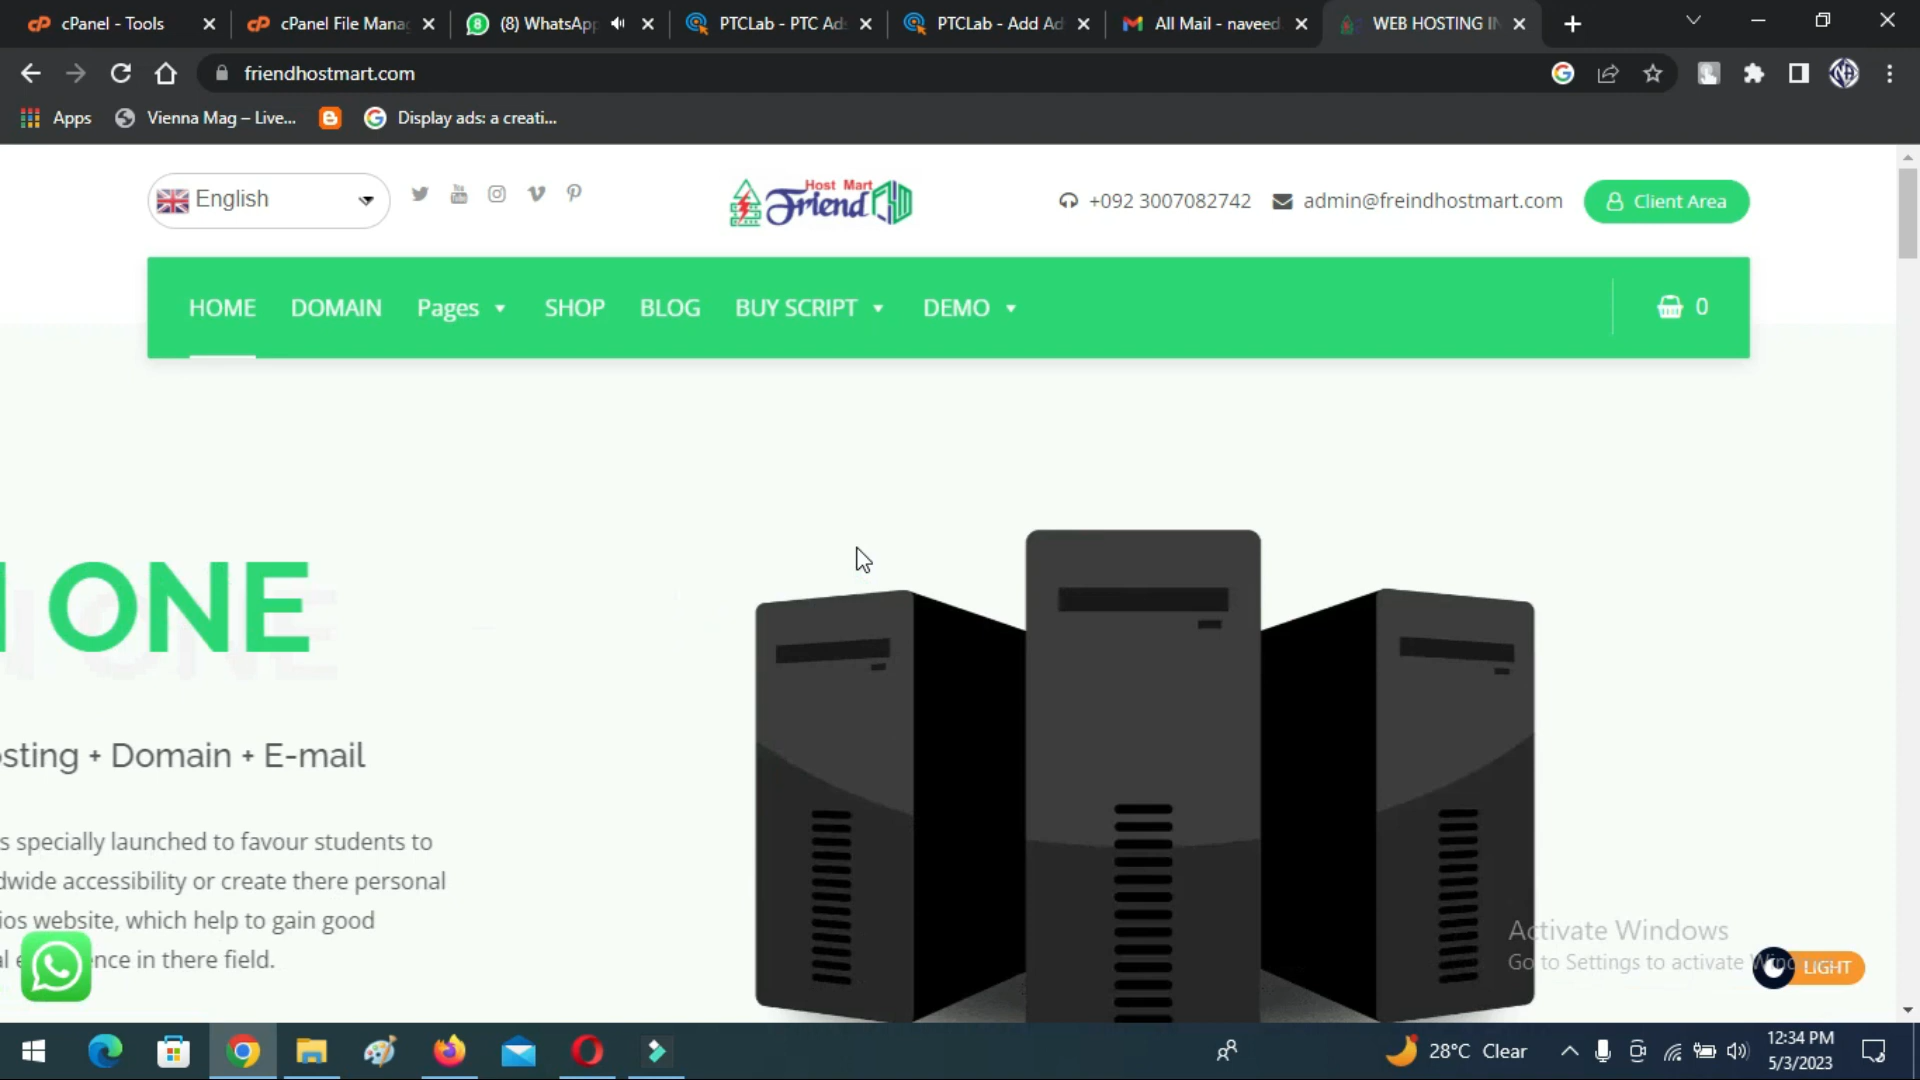 cPanel - Tools
cPanel File Mana
(8) WhatsApp
PTCLab - PTC Ad
PTCLab - Add Ad
All Mail - naveed
WEB HOSTING IN
friendhostmart.com
Apps
Vienna Mag – Live...
Display ads: a creati...
English
Host Mart
Friend
+092 3007082742
admin@freindhostmart.com
Client Area
HOME
DOMAIN
Pages
SHOP
BLOG
BUY SCRIPT
DEMO
0
ONE
osting + Domain + E-mail
s specially launched to favour students to
dwide accessibility or create there personal
ios website, which help to gain good
nce in there field.
Activate Windows
Go to Settings to activate
LIGHT
28°C Clear
12:34 PM
5/3/2023